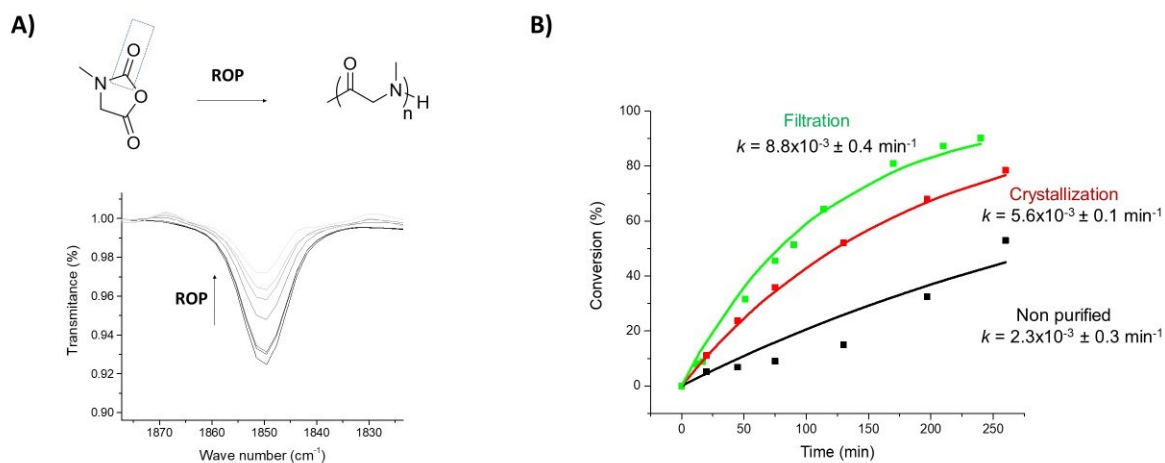 A)
O
N
O
O
ROP
O
N
H
n
1.00
0.98
0.96
0.94
0.92
0.90
Transmitance (%)
ROP
1870 1860 1850 1840 1830
Wave number (cm⁻¹)
B)
100
80
60
40
20
0
Conversion (%)
Filtration
k = 8.8x10⁻³ ± 0.4 min⁻¹
Crystallization
k = 5.6x10⁻³ ± 0.1 min⁻¹
Non purified
k = 2.3x10⁻³ ± 0.3 min⁻¹
0 50 100 150 200 250
Time (min)